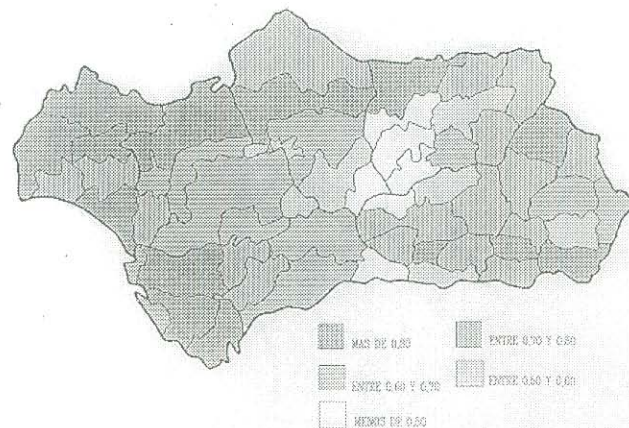 MAS DE 0,80
ENTRE 0,70 Y 0,80
ENTRE 0,60 Y 0,70
ENTRE 0,50 Y 0,60
MENOS DE 0,50